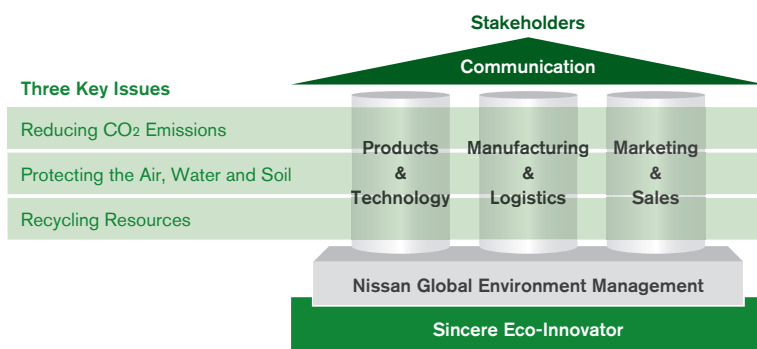 Stakeholders
Communication
Three Key Issues
Reducing CO₂ Emissions
Protecting the Air, Water and Soil
Recycling Resources
Products
&
Technology
Manufacturing
&
Logistics
Marketing
&
Sales
Nissan Global Environment Management
Sincere Eco-Innovator